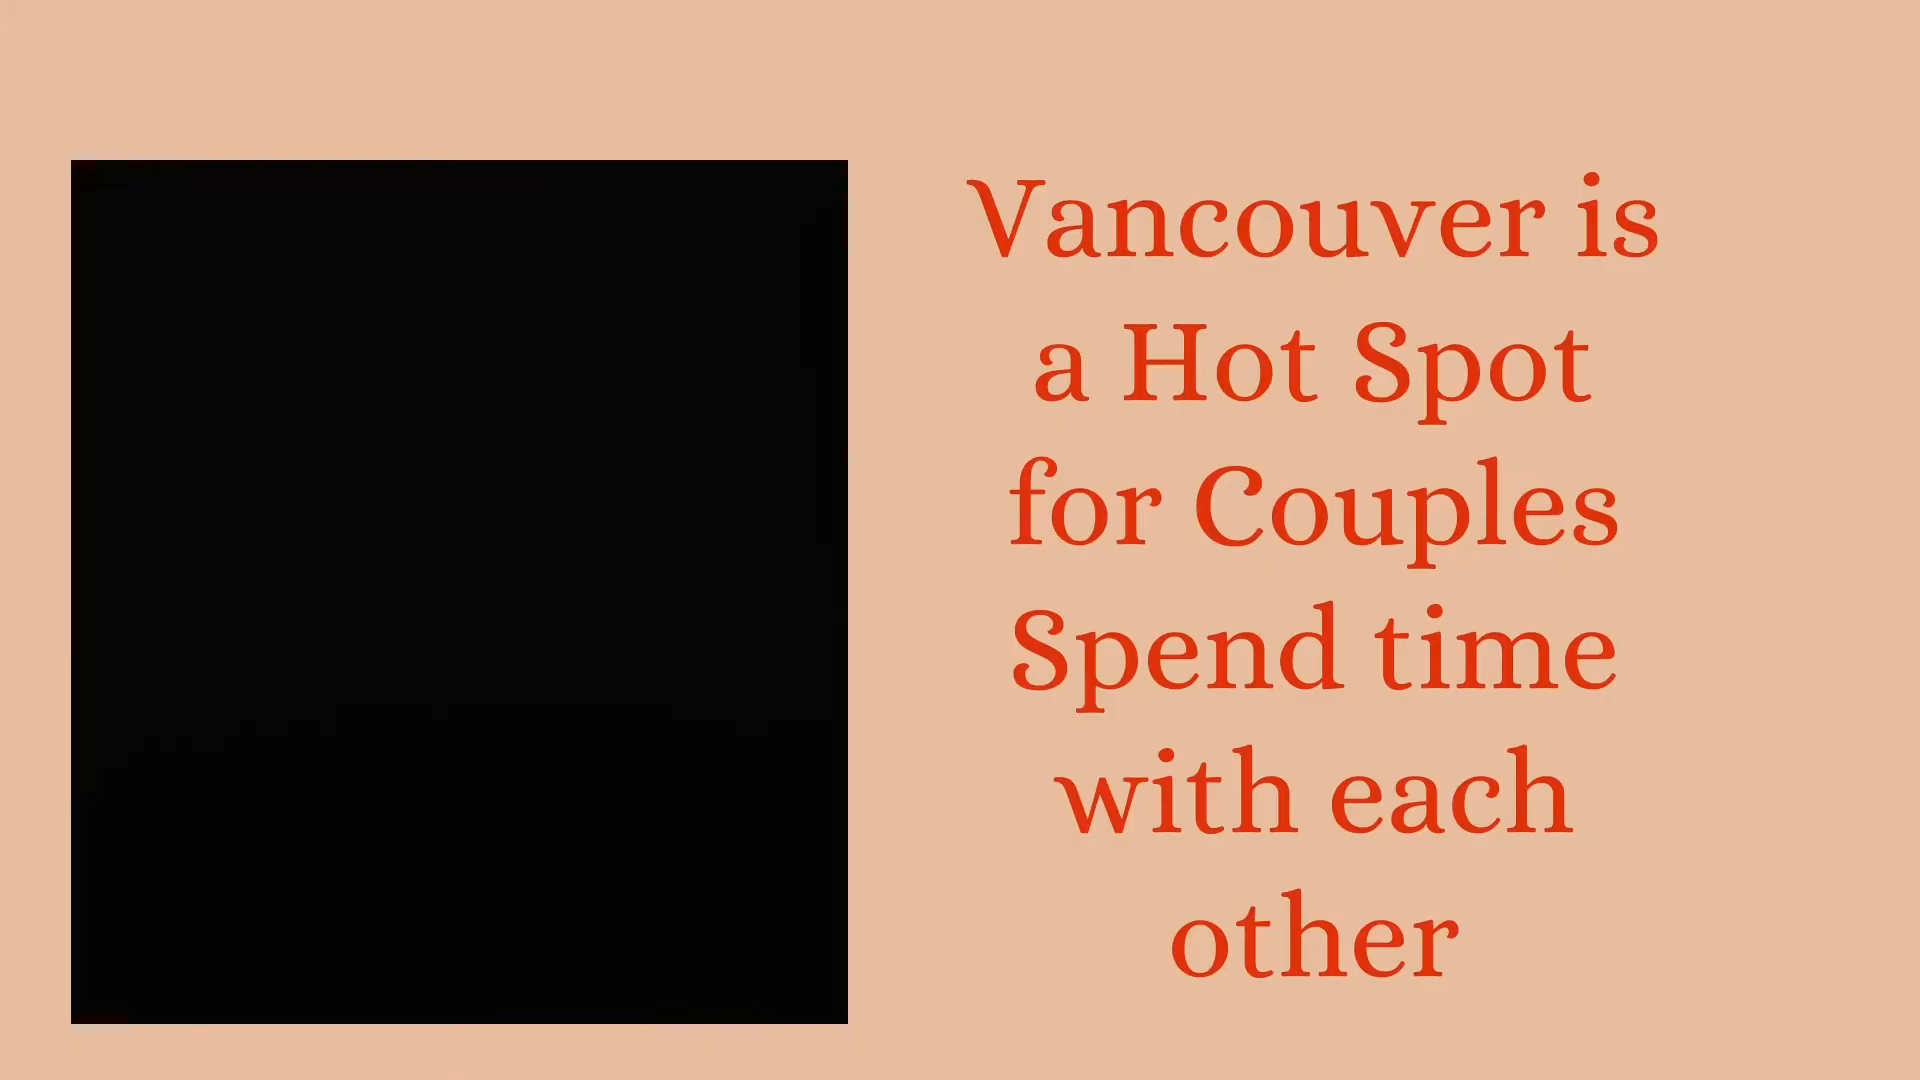 Vancouver is
a Hot Spot
for Couples
Spend time
with each
other